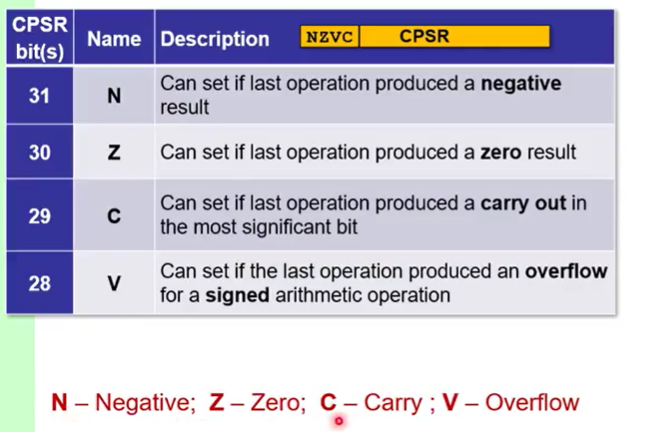 CPSR
bit(s)
Name
Description
NZVC
CPSR
31
N
Can set if last operation produced a negative
result
30
Z
Can set if last operation produced a zero result
29
C
Can set if last operation produced a carry out in
the most significant bit
28
V
Can set if the last operation produced an overflow
for a signed arithmetic operation
N – Negative; Z – Zero; C – Carry ; V – Overflow